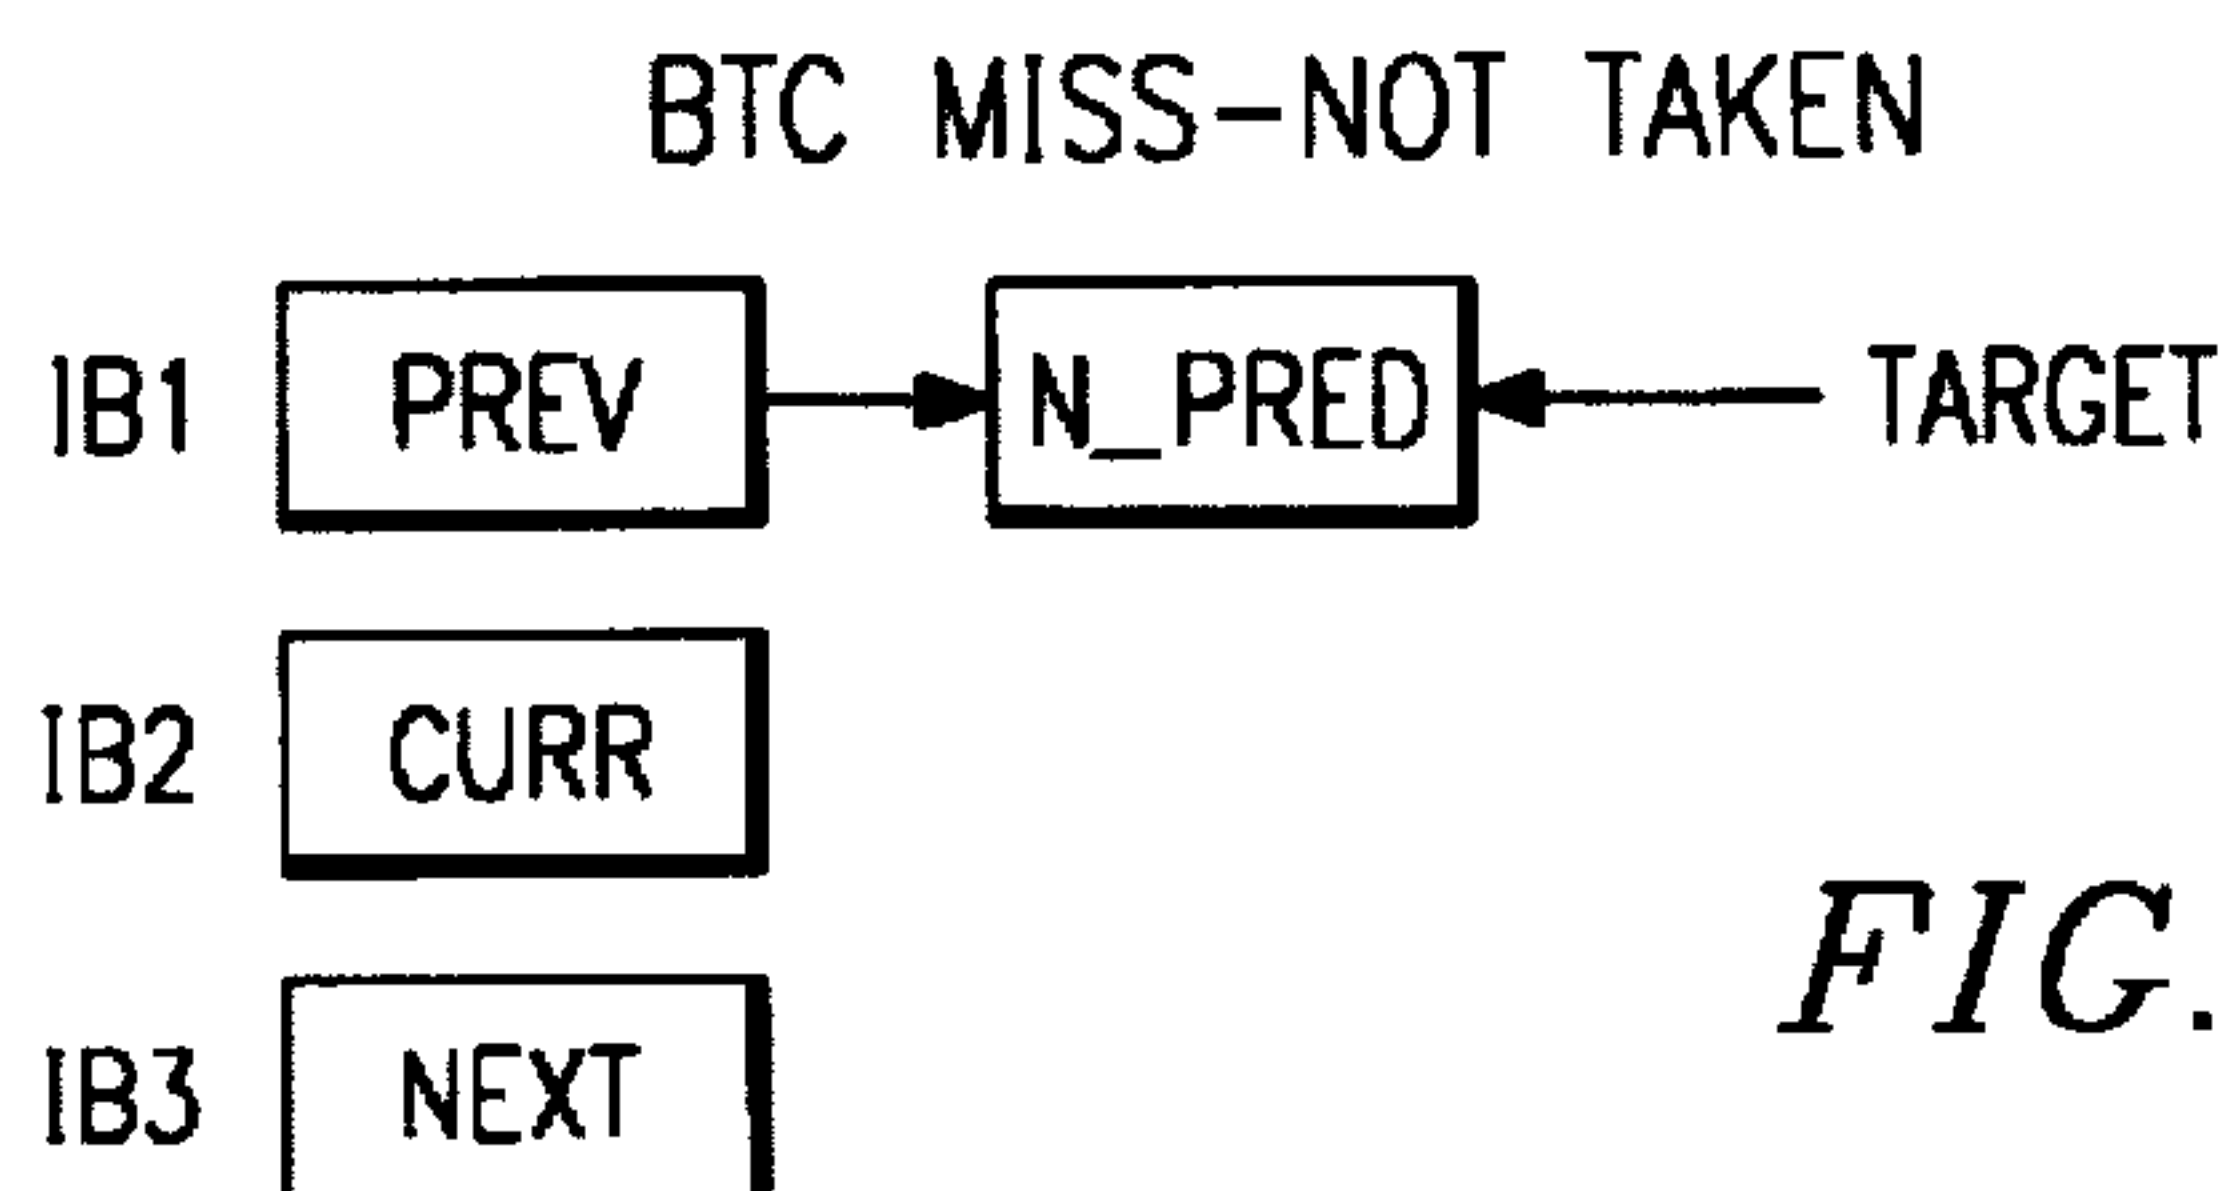 BTC MISS-NOT TAKEN
IB1 PREV N_PRED TARGET
IB2 CURR
FIG.
IB3 NEXT